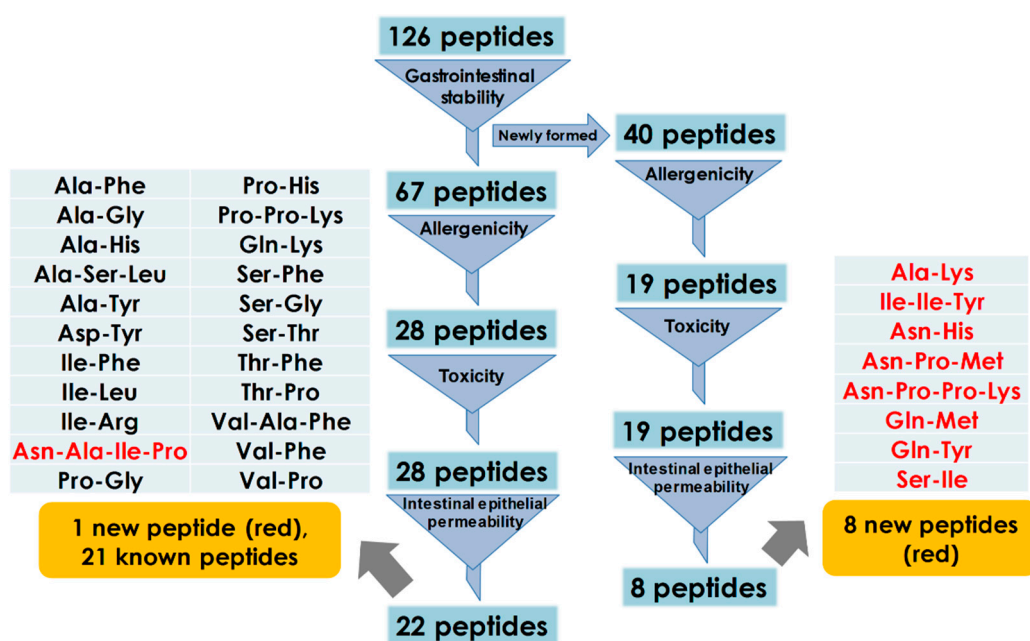 126 peptides
Gastrointestinal
stability
Newly formed
40 peptides
Allergenicity
67 peptides
Allergenicity
19 peptides
Toxicity
28 peptides
Toxicity
19 peptides
Intestinal epithelial
permeability
28 peptides
Intestinal epithelial
permeability
8 peptides
22 peptides
Ala-Phe Pro-His
Ala-Gly Pro-Pro-Lys
Ala-His Gln-Lys
Ala-Ser-Leu Ser-Phe
Ala-Tyr Ser-Gly
Asp-Tyr Ser-Thr
Ile-Phe Thr-Phe
Ile-Leu Thr-Pro
Ile-Arg Val-Ala-Phe
Asn-Ala-Ile-Pro Val-Phe
Pro-Gly Val-Pro
1 new peptide (red),
21 known peptides
Ala-Lys
Ile-Ile-Tyr
Asn-His
Asn-Pro-Met
Asn-Pro-Pro-Lys
Gln-Met
Gln-Tyr
Ser-Ile
8 new peptides
(red)